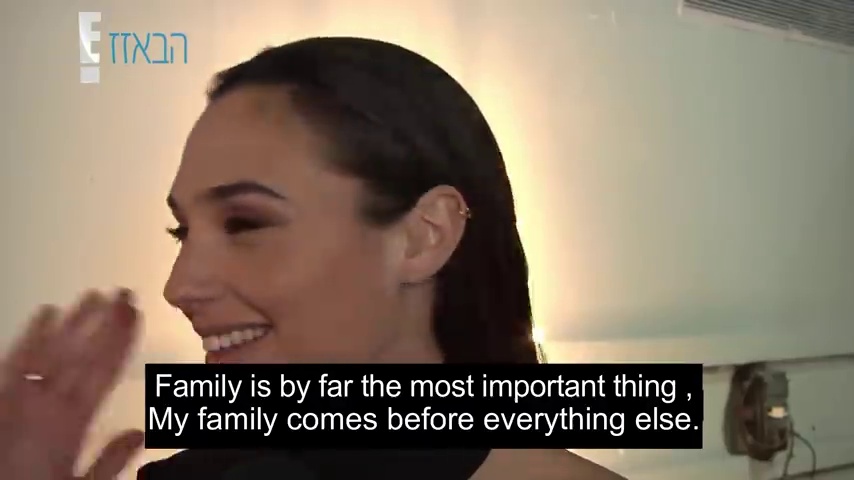 E!
הבאזז
Family is by far the most important thing ,
My family comes before everything else.